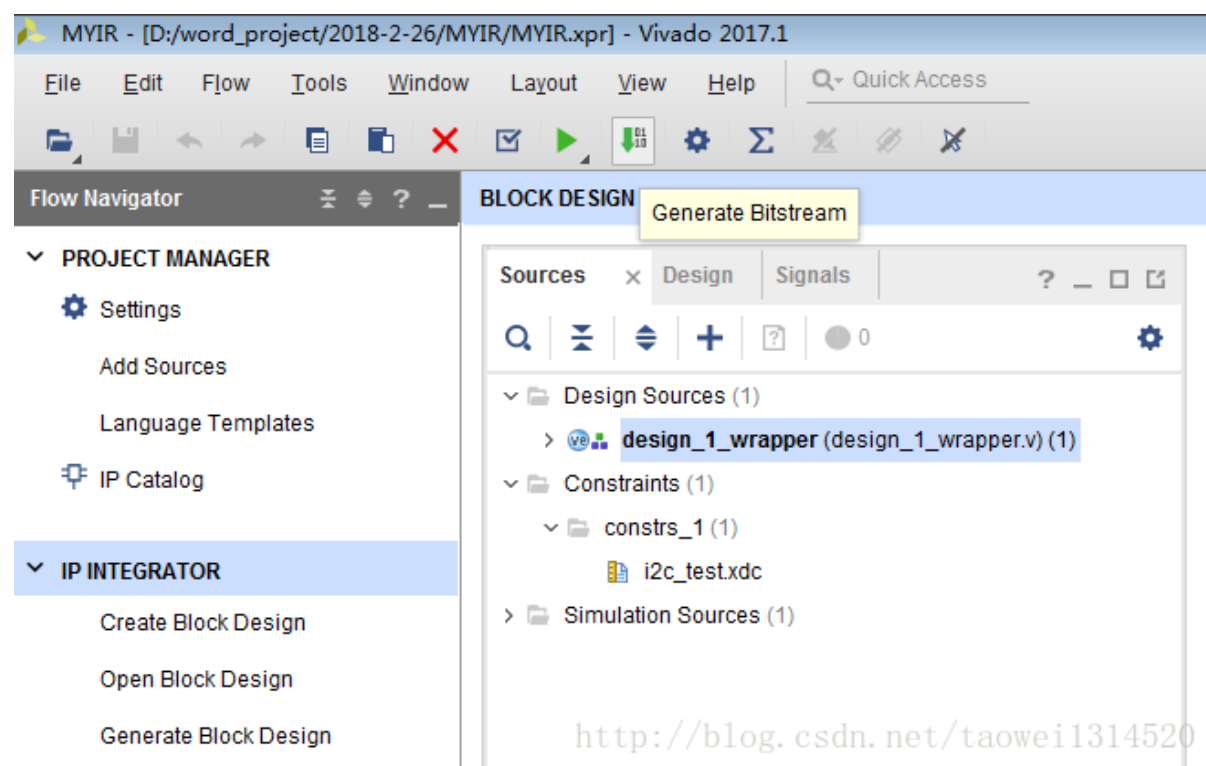 MYIR - [D:/word_project/2018-2-26/MYIR/MYIR.xpr] - Vivado 2017.1
File Edit Flow Tools Window Layout View Help Quick Access
Flow Navigator
BLOCK DESIGN
Generate Bitstream
PROJECT MANAGER
Settings
Add Sources
Language Templates
IP Catalog
IP INTEGRATOR
Create Block Design
Open Block Design
Generate Block Design
Sources Design Signals
0
Design Sources (1)
design_1_wrapper (design_1_wrapper.v) (1)
Constraints (1)
constrs_1 (1)
i2c_test.xdc
Simulation Sources (1)
http://blog.csdn.net/taowei1314520